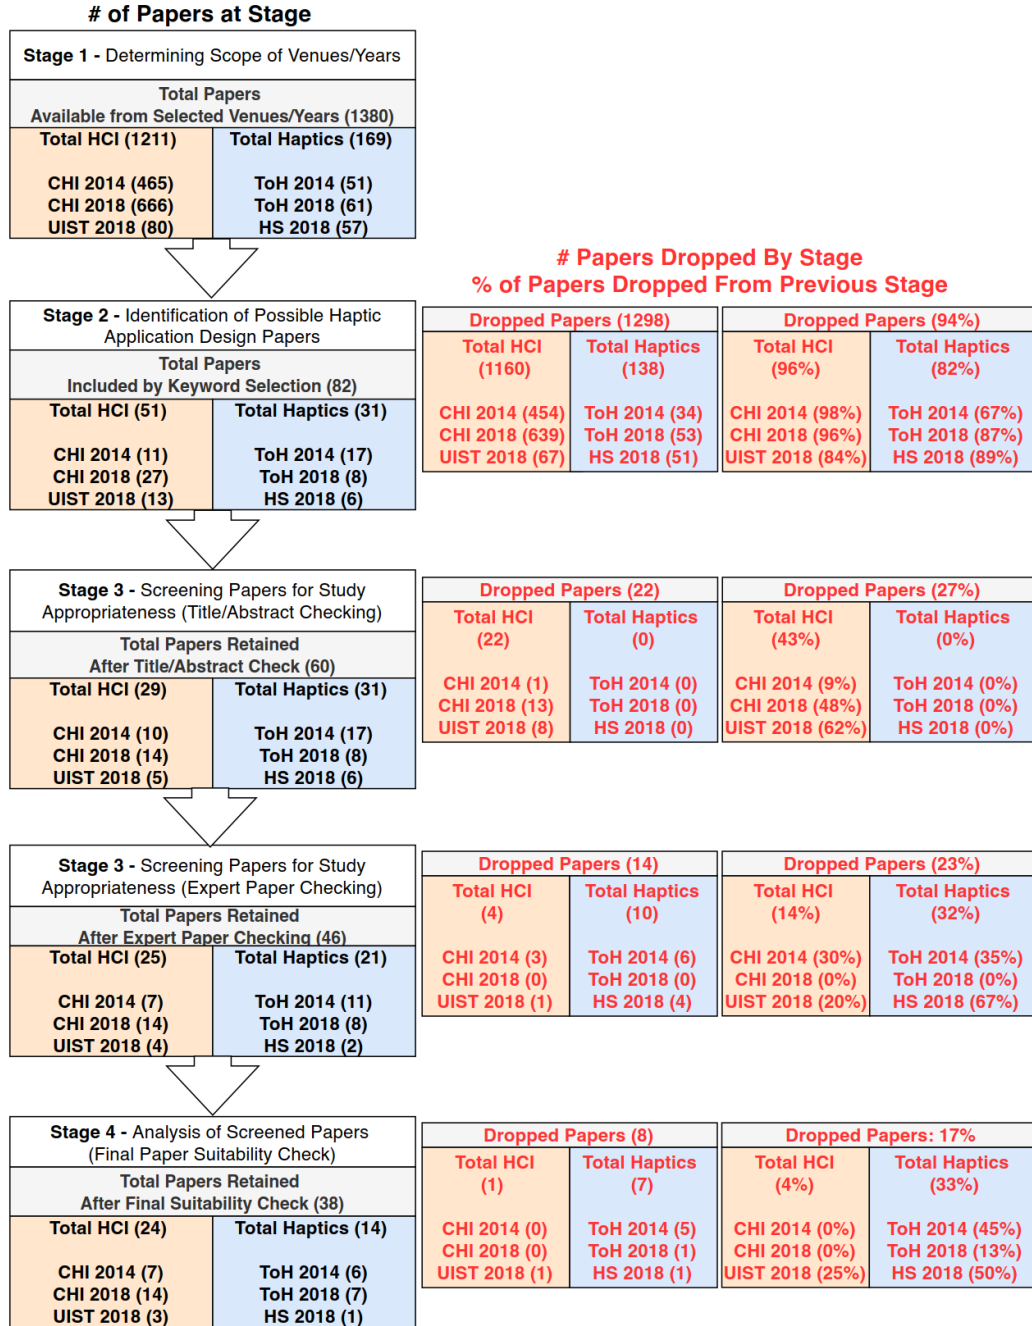 # of Papers at Stage
Stage 1 - Determining Scope of Venues/Years
Total Papers
Available from Selected Venues/Years (1380)
Total HCI (1211)
CHI 2014 (465)
CHI 2018 (666)
UIST 2018 (80)
Total Haptics (169)
ToH 2014 (51)
ToH 2018 (61)
HS 2018 (57)
# Papers Dropped By Stage
% of Papers Dropped From Previous Stage
Stage 2 - Identification of Possible Haptic
Application Design Papers
Total Papers
Included by Keyword Selection (82)
Total HCI (51)
CHI 2014 (11)
CHI 2018 (27)
UIST 2018 (13)
Total Haptics (31)
ToH 2014 (17)
ToH 2018 (8)
HS 2018 (6)
Dropped Papers (1298)
Total HCI
(1160)
CHI 2014 (454)
CHI 2018 (639)
UIST 2018 (67)
Total Haptics
(138)
ToH 2014 (34)
ToH 2018 (53)
HS 2018 (51)
Dropped Papers (94%)
Total HCI
(96%)
CHI 2014 (98%)
CHI 2018 (96%)
UIST 2018 (84%)
Total Haptics
(82%)
ToH 2014 (67%)
ToH 2018 (87%)
HS 2018 (89%)
Stage 3 - Screening Papers for Study
Appropriateness (Title/Abstract Checking)
Total Papers Retained
After Title/Abstract Check (60)
Total HCI (29)
CHI 2014 (10)
CHI 2018 (14)
UIST 2018 (5)
Total Haptics (31)
ToH 2014 (17)
ToH 2018 (8)
HS 2018 (6)
Dropped Papers (22)
Total HCI
(22)
CHI 2014 (1)
CHI 2018 (13)
UIST 2018 (8)
Total Haptics
(0)
ToH 2014 (0)
ToH 2018 (0)
HS 2018 (0)
Dropped Papers (27%)
Total HCI
(43%)
CHI 2014 (9%)
CHI 2018 (48%)
UIST 2018 (62%)
Total Haptics
(0%)
ToH 2014 (0%)
ToH 2018 (0%)
HS 2018 (0%)
Stage 3 - Screening Papers for Study
Appropriateness (Expert Paper Checking)
Total Papers Retained
After Expert Paper Checking (46)
Total HCI (25)
CHI 2014 (7)
CHI 2018 (14)
UIST 2018 (4)
Total Haptics (21)
ToH 2014 (11)
ToH 2018 (8)
HS 2018 (2)
Dropped Papers (14)
Total HCI
(4)
CHI 2014 (3)
CHI 2018 (0)
UIST 2018 (1)
Total Haptics
(10)
ToH 2014 (6)
ToH 2018 (0)
HS 2018 (4)
Dropped Papers (23%)
Total HCI
(14%)
CHI 2014 (30%)
CHI 2018 (0%)
UIST 2018 (20%)
Total Haptics
(32%)
ToH 2014 (35%)
ToH 2018 (0%)
HS 2018 (67%)
Stage 4 - Analysis of Screened Papers
(Final Paper Suitability Check)
Total Papers Retained
After Final Suitability Check (38)
Total HCI (24)
CHI 2014 (7)
CHI 2018 (14)
UIST 2018 (3)
Total Haptics (14)
ToH 2014 (6)
ToH 2018 (7)
HS 2018 (1)
Dropped Papers (8)
Total HCI
(1)
CHI 2014 (0)
CHI 2018 (0)
UIST 2018 (1)
Total Haptics
(7)
ToH 2014 (5)
ToH 2018 (1)
HS 2018 (1)
Dropped Papers: 17%
Total HCI
(4%)
CHI 2014 (0%)
CHI 2018 (0%)
UIST 2018 (25%)
Total Haptics
(33%)
ToH 2014 (45%)
ToH 2018 (13%)
HS 2018 (50%)